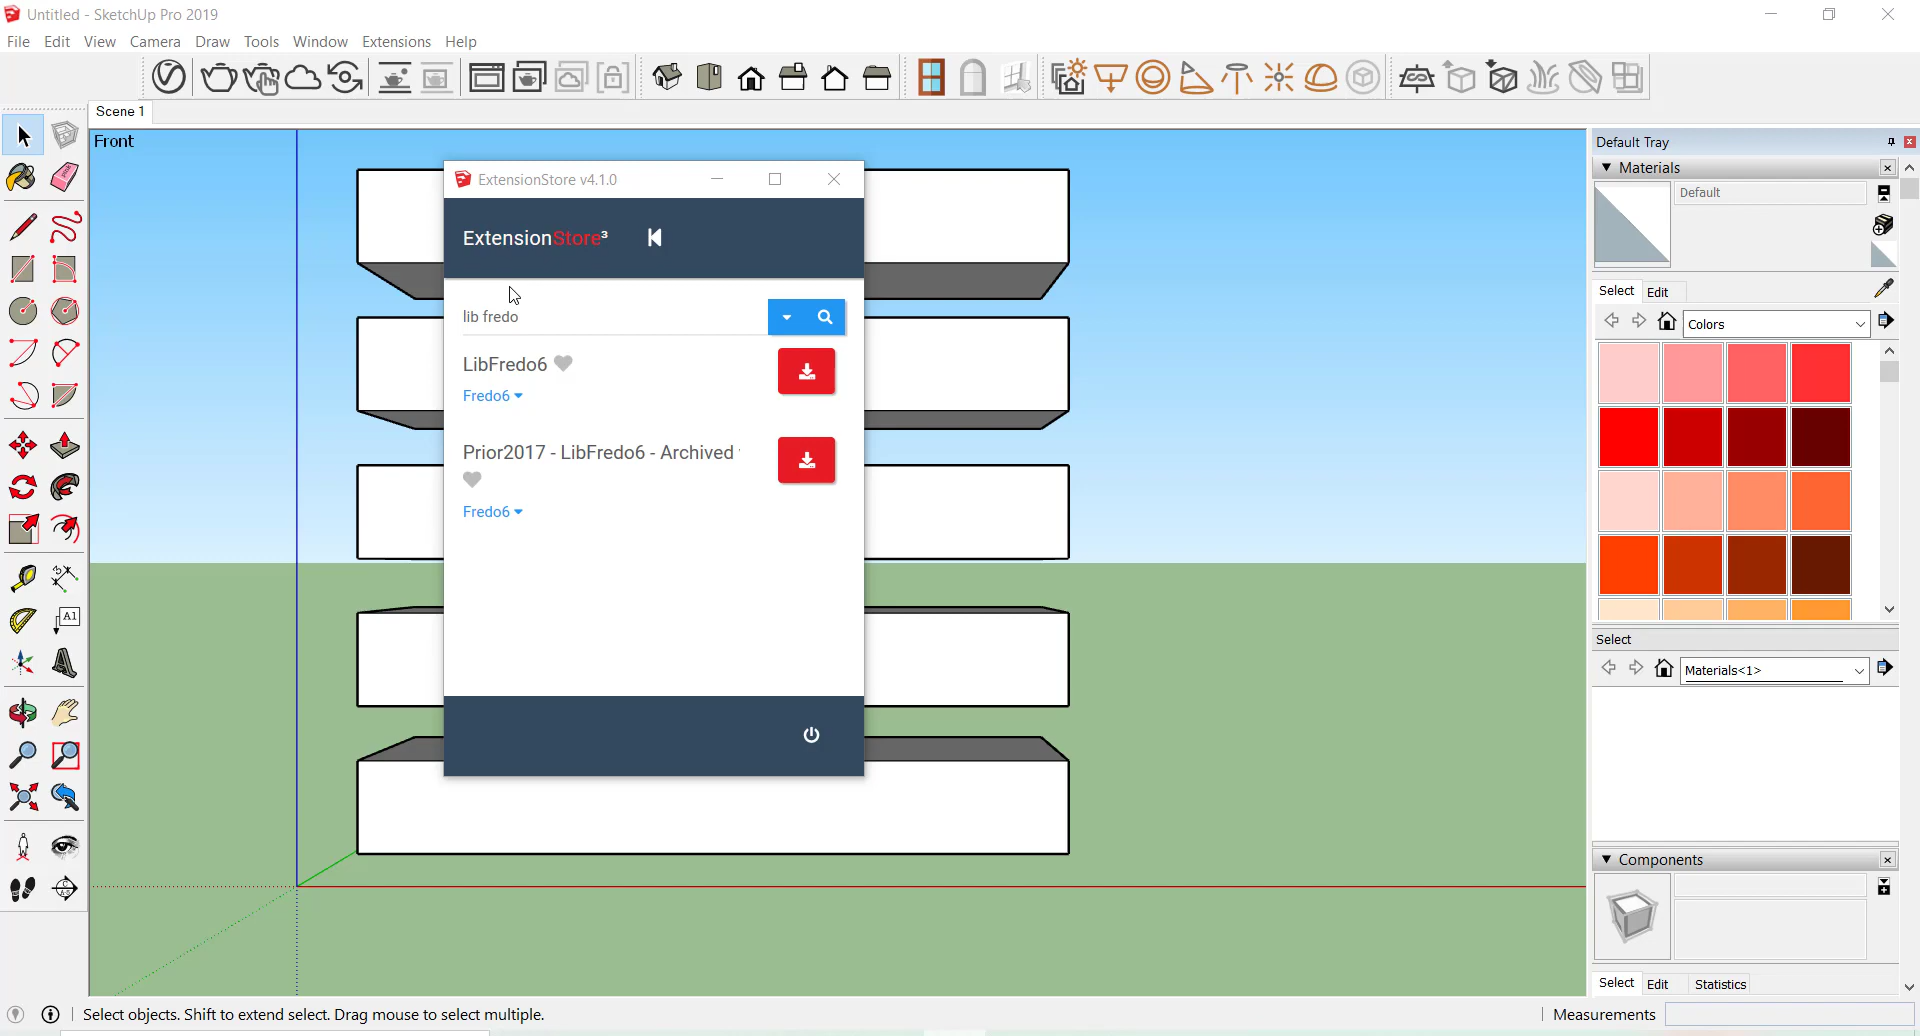 Untitled - SketchUp Pro 2019
File Edit View Camera Draw Tools Window Extensions Help
Scene 1
Front
ExtensionStore v4.1.0
ExtensionStore³
lib fredo
LibFredo6
Fredo6
Prior2017 - LibFredo6 - Archived
Fredo6
Default Tray
Materials
Default
Select Edit
Colors
Select
Materials<1>
Components
Select Edit Statistics
A1
Select objects. Shift to extend select. Drag mouse to select multiple.
Measurements